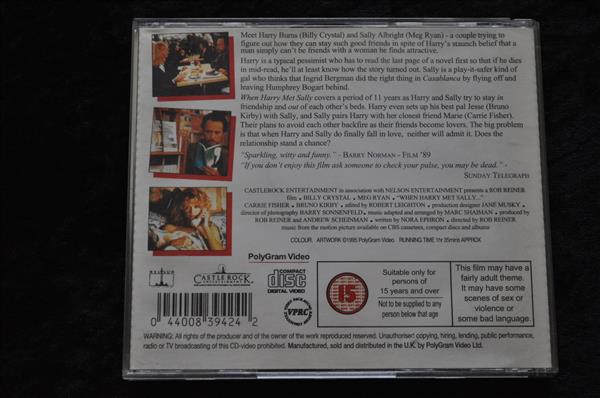 Meet Harry Burns (Billy Crystal) and Sally Albright (Meg Ryan) - a couple trying to
figure out how they can stay such good friends in spite of Harry's staunch belief that a
man simply can't be friends with a woman he finds attractive.
Harry is a typical pessimist who has to read the last page of a novel first so that if he dies
in mid-read, he'll at least know how the story turned out. Sally is a play-it-safer kind of
gal who thinks that Ingrid Bergman did the right thing in Casablanca by flying off and
leaving Humphrey Bogart behind.
When Harry Met Sally covers a period of 11 years as Harry and Sally try to stay in
friendship and out of each other's beds. Harry even sets up his best pal Jesse (Bruno
Kirby) with Sally, and Sally pairs Harry with her closest friend Marie (Carrie Fisher).
Their plans to avoid each other backfire as their friends become lovers. The big problem
is that when Harry and Sally do finally fall in love, neither will admit it. Does the
relationship stand a chance?
"Sparkling, witty and funny." - BARRY NORMAN - FILM '89
"If you don't enjoy this film ask someone to check your pulse, you may be dead." -
SUNDAY TELEGRAPH
CASTLEROCK ENTERTAINMENT in association with NELSON ENTERTAINMENT presents a ROB REINER
film • BILLY CRYSTAL • MEG RYAN • "WHEN HARRY MET SALLY..."
CARRIE FISHER • BRUNO KIRBY • edited by ROBERT LEIGHTON • production designer JANE MUSKY
director of photography BARRY SONNENFELD • music adapted and arranged by MARC SHAIMAN • produced by
ROB REINER and ANDREW SCHEINMAN • written by NORA EPHRON • directed by ROB REINER
music from the motion picture available on CBS cassetes, compact discs and albums
COLOUR. ARTWORK ©1995 PolyGram Video. RUNNING TIME 1hr 35mins APPROX
PolyGram Video
CASTLE ROCK
ENTERTAINMENT
COMPACT
disc
DIGITAL VIDEO
VPRC
15
Suitable only for
persons of
15 years and over
Not to be supplied to any
person below that age
This film may have a
fairly adult theme.
It may have some
scenes of sex or
violence or
some bad language.
0 44008 39424 2
WARNING: All rights of the producer and of the owner of the work reproduced reserved. Unauthorised copying, hiring, lending, public performance,
radio or TV broadcasting of this CD-video prohibited. Manufactured, sold and distributed in the U.K. by PolyGram Video Ltd.